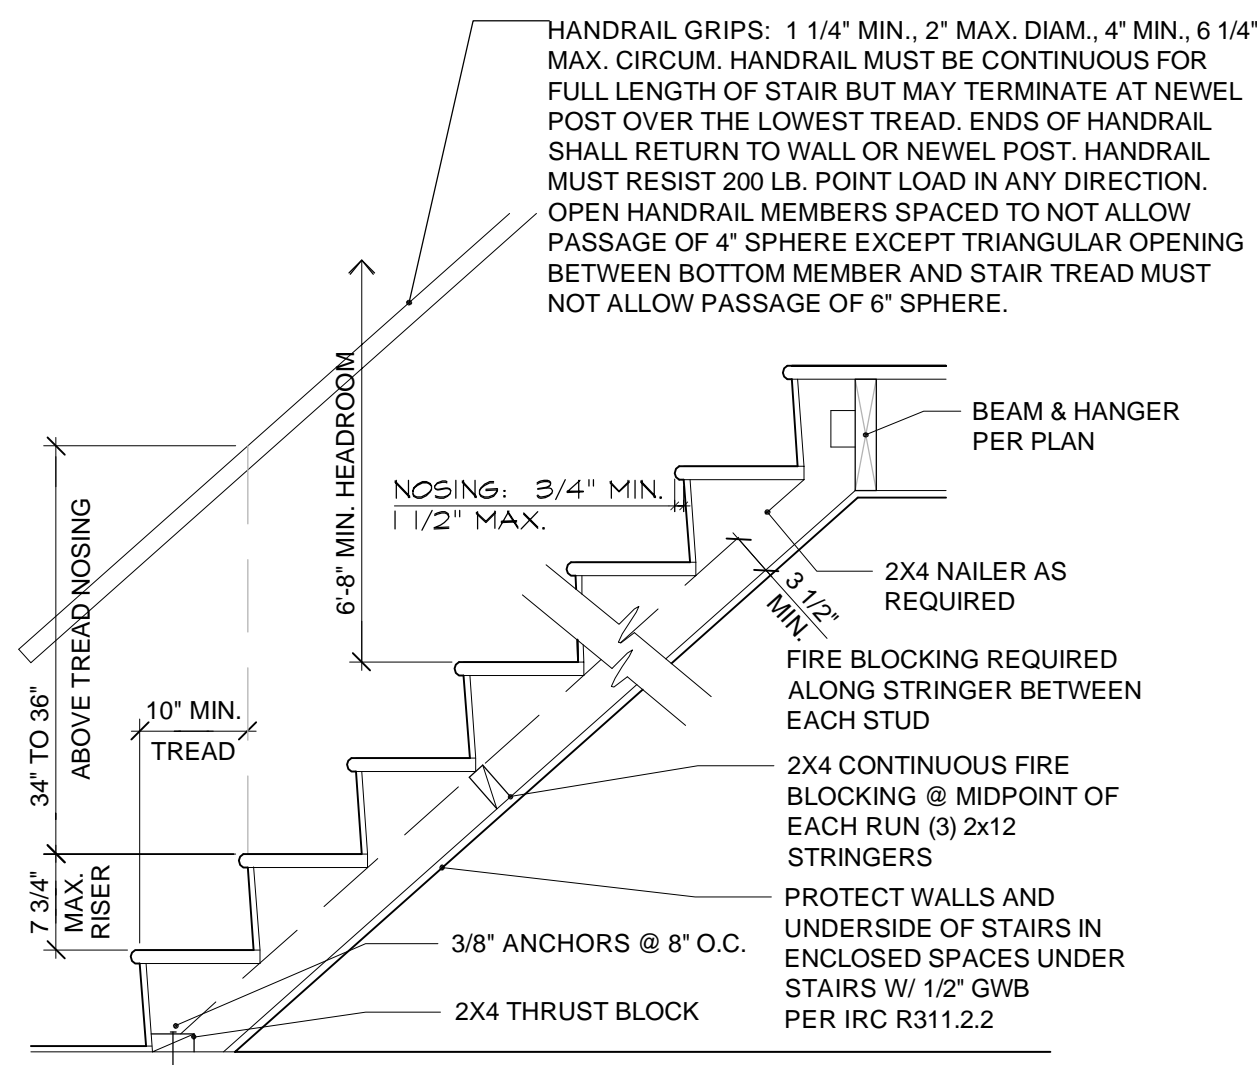 HANDRAIL GRIPS: 1 1/4" MIN., 2" MAX. DIAM., 4" MIN., 6 1/4"
MAX. CIRCUM. HANDRAIL MUST BE CONTINUOUS FOR
FULL LENGTH OF STAIR BUT MAY TERMINATE AT NEWEL
POST OVER THE LOWEST TREAD. ENDS OF HANDRAIL
SHALL RETURN TO WALL OR NEWEL POST. HANDRAIL
MUST RESIST 200 LB. POINT LOAD IN ANY DIRECTION.
OPEN HANDRAIL MEMBERS SPACED TO NOT ALLOW
PASSAGE OF 4" SPHERE EXCEPT TRIANGULAR OPENING
BETWEEN BOTTOM MEMBER AND STAIR TREAD MUST
NOT ALLOW PASSAGE OF 6" SPHERE.
BEAM & HANGER
PER PLAN
6'-8" MIN. HEADROOM
NOSING: 3/4" MIN.
1 1/2" MAX.
2X4 NAILER AS
REQUIRED
3 1/2"
MIN.
34" TO 36"
ABOVE TREAD NOSING
10" MIN.
TREAD
FIRE BLOCKING REQUIRED
ALONG STRINGER BETWEEN
EACH STUD
2X4 CONTINUOUS FIRE
BLOCKING @ MIDPOINT OF
EACH RUN (3) 2x12
STRINGERS
7 3/4"
MAX.
RISER
PROTECT WALLS AND
UNDERSIDE OF STAIRS IN
ENCLOSED SPACES UNDER
STAIRS W/ 1/2" GWB
PER IRC R311.2.2
3/8" ANCHORS @ 8" O.C.
2X4 THRUST BLOCK